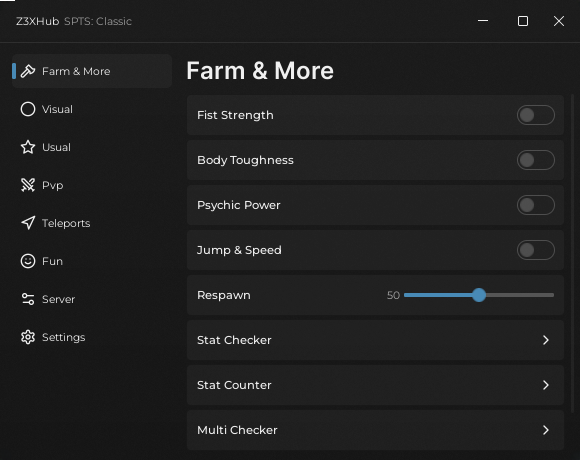 Z3XHub SPTS: Classic
Farm & More
Visual
Usual
Pvp
Teleports
Fun
Server
Settings
Farm & More
Fist Strength
Body Toughness
Psychic Power
Jump & Speed
Respawn 50
Stat Checker
Stat Counter
Multi Checker